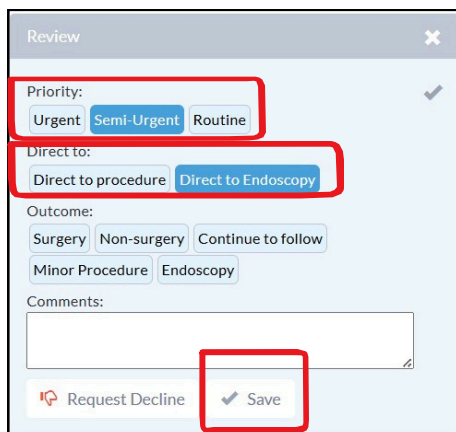 Review
Priority:
Urgent Semi-Urgent Routine
Direct to:
Direct to procedure Direct to Endoscopy
Outcome:
Surgery Non-surgery Continue to follow
Minor Procedure Endoscopy
Comments:
Request Decline Save